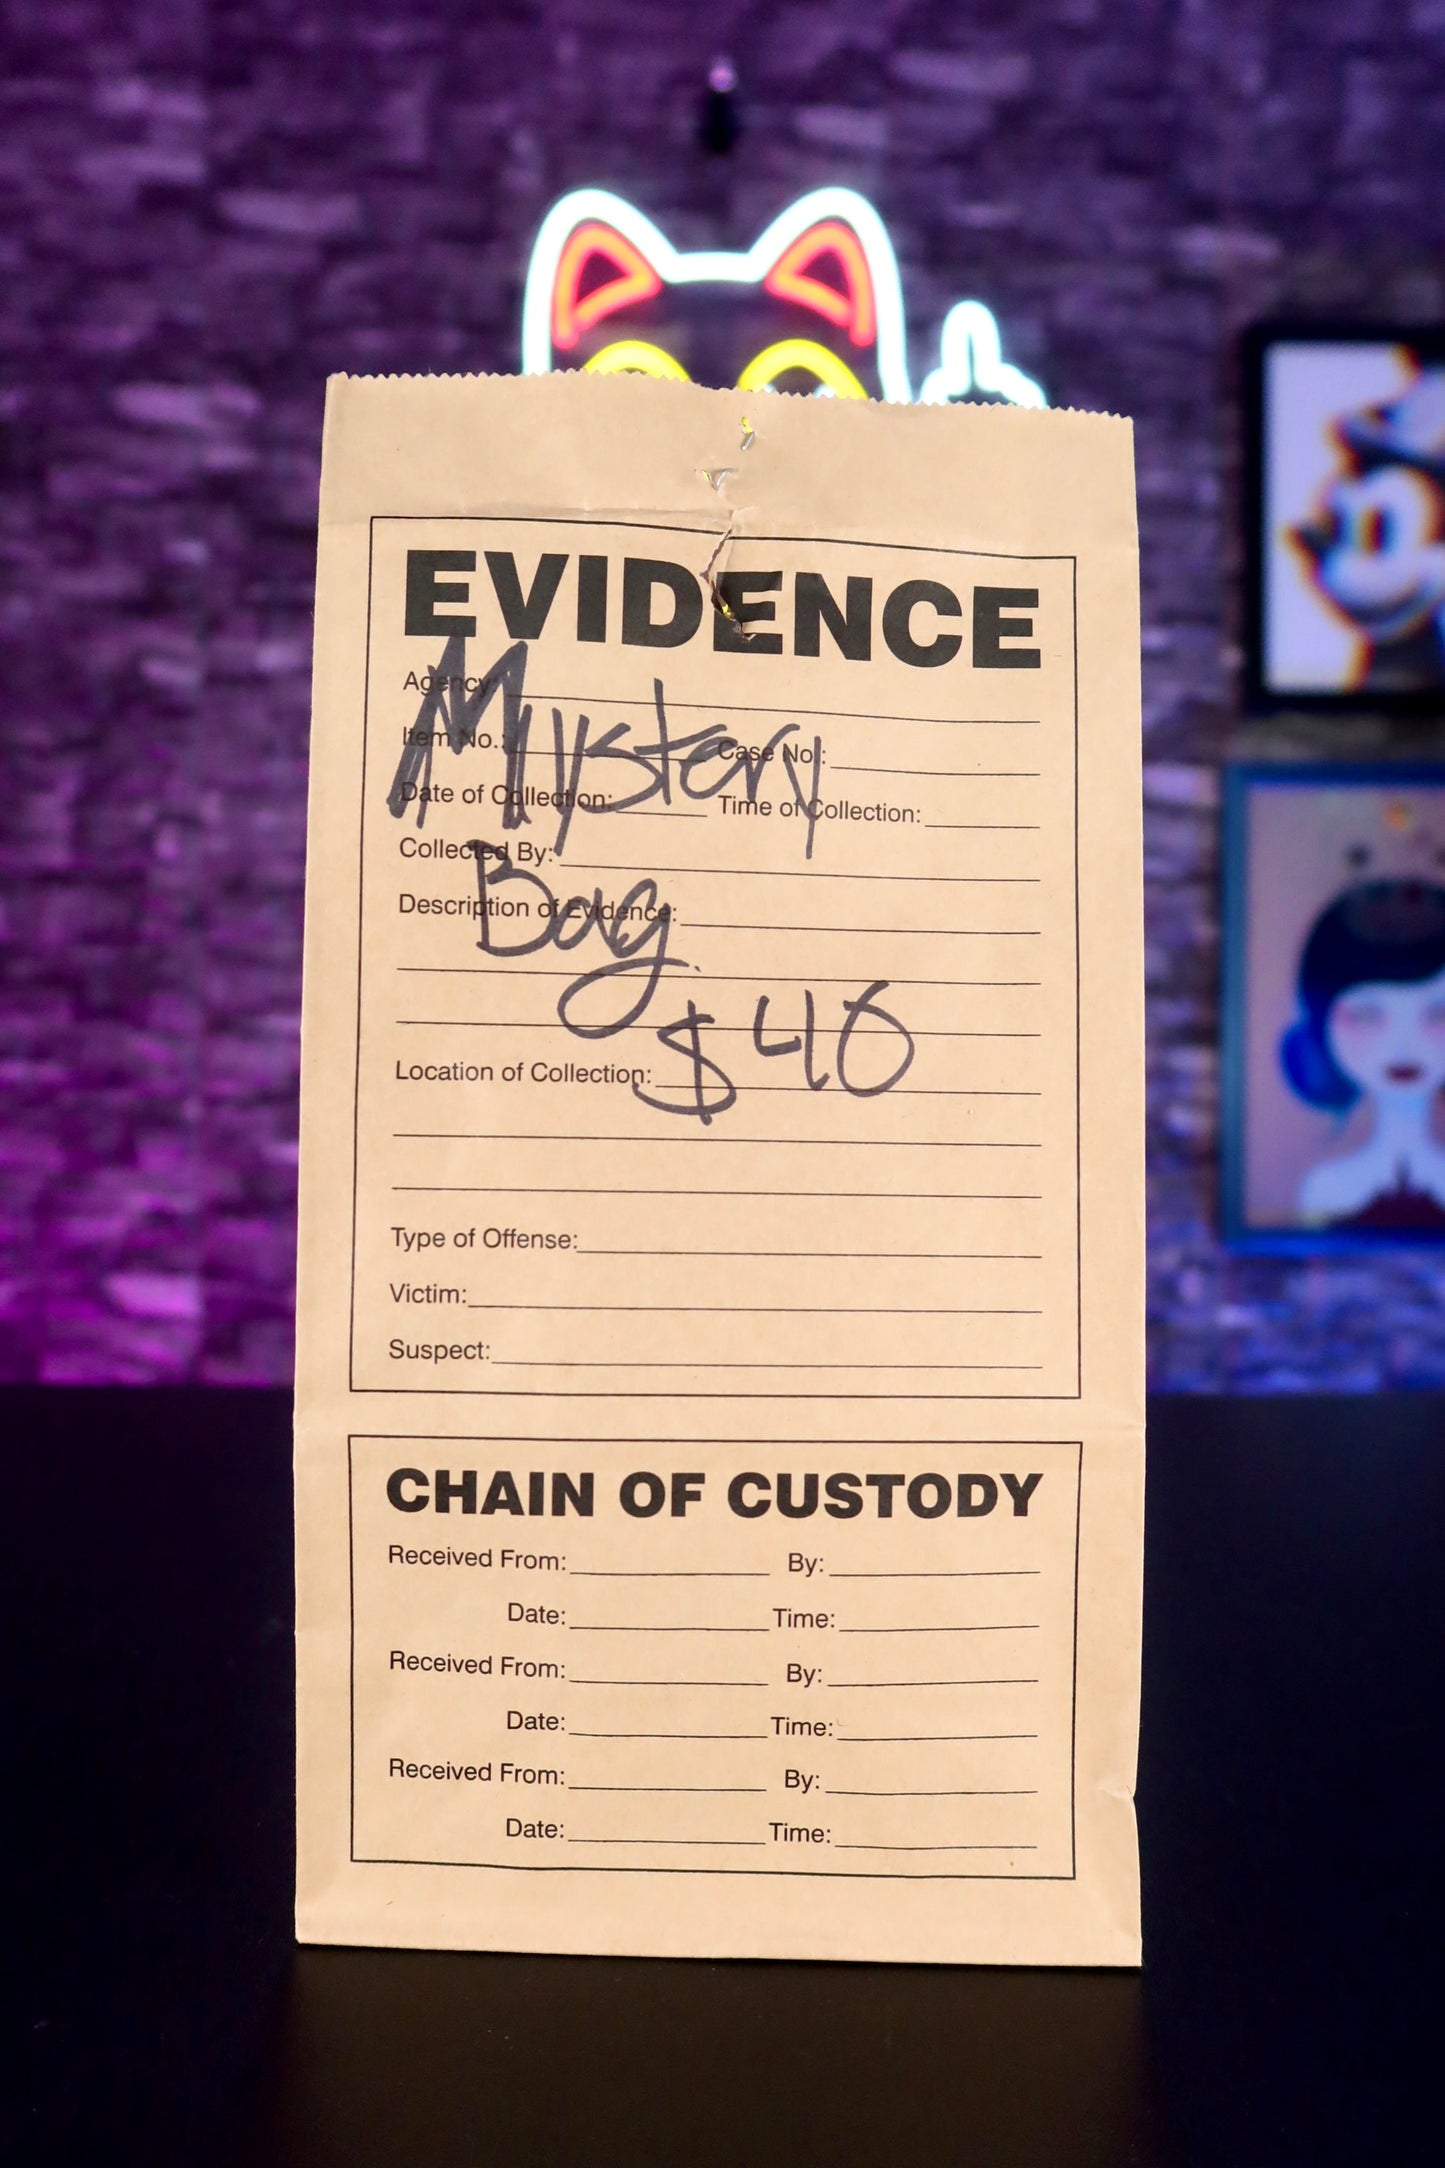 EVIDENCE
Agency:
Mystery
Item No.: Case No.:
Date of Collection: Time of Collection:
Collected By:
Bag
Description of Evidence:
$40
Location of Collection:
Type of Offense:
Victim:
Suspect:
CHAIN OF CUSTODY
Received From: By:
Date: Time:
Received From: By:
Date: Time:
Received From: By:
Date: Time: